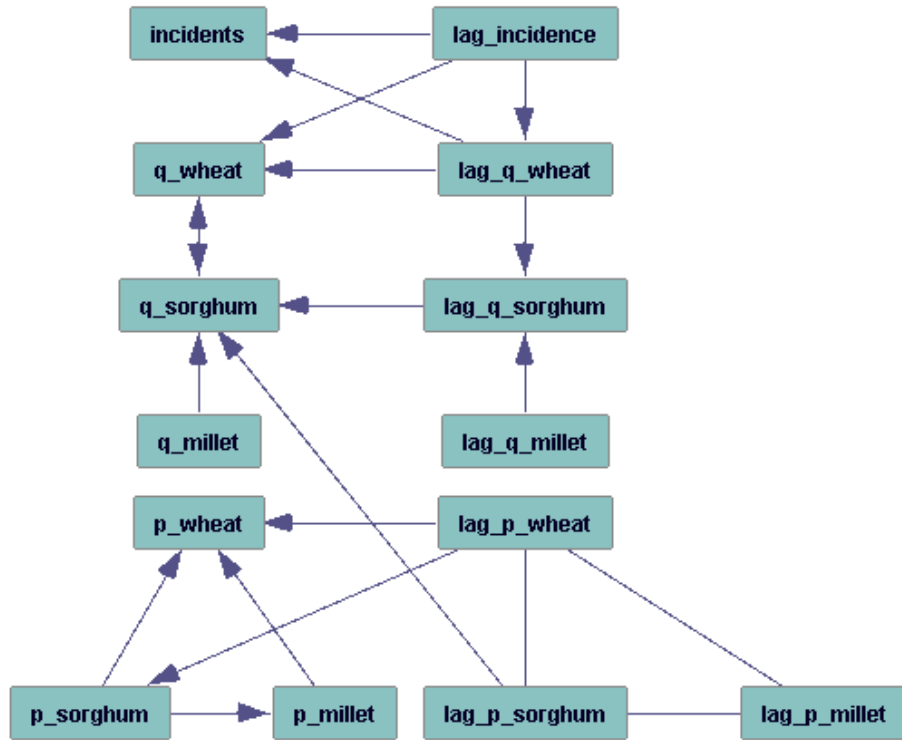 incidents
lag_incidence
q_wheat
lag_q_wheat
q_sorghum
lag_q_sorghum
q_millet
lag_q_millet
p_wheat
lag_p_wheat
p_sorghum
p_millet
lag_p_sorghum
lag_p_millet